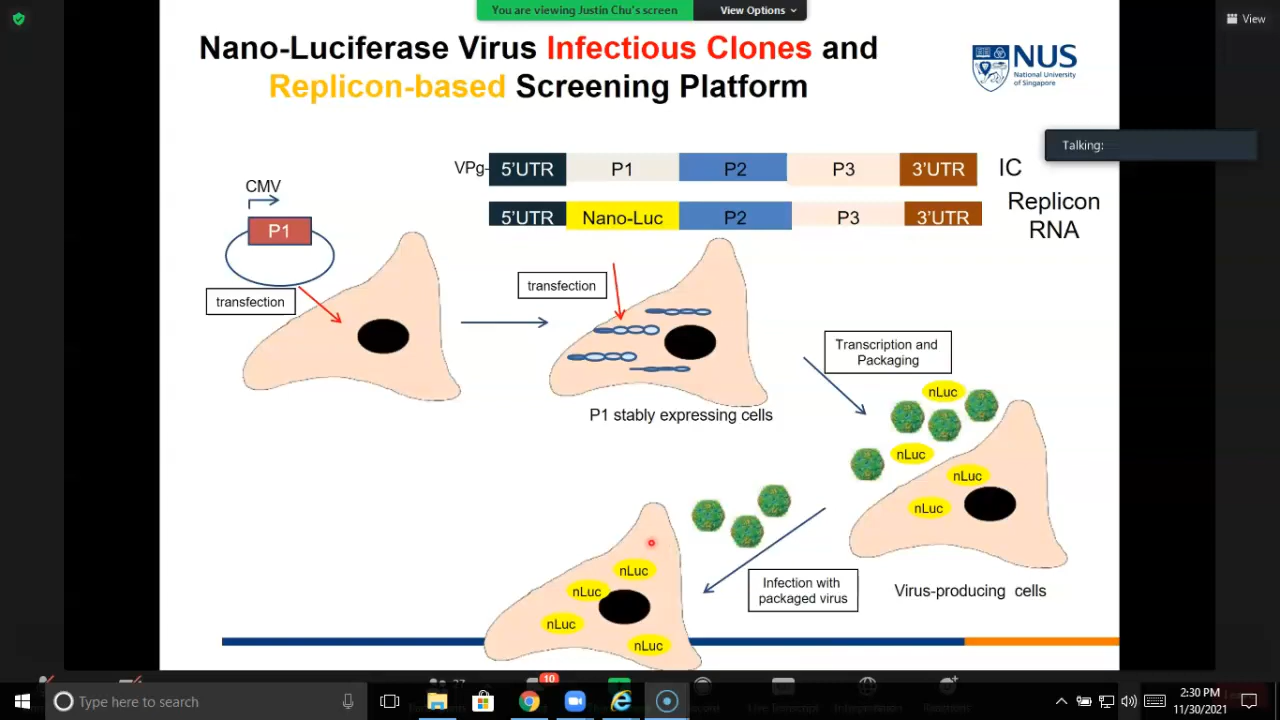 You are viewing Justin Chu's screen
View Options
View
Nano-Luciferase Virus Infectious Clones and
Replicon-based Screening Platform
NUS
National University
of Singapore
Talking:
VPg-
5'UTR
P1
P2
P3
3'UTR
IC
5'UTR
Nano-Luc
P2
P3
3'UTR
Replicon
RNA
CMV
P1
transfection
transfection
P1 stably expressing cells
Transcription and
Packaging
nLuc
nLuc
nLuc
nLuc
Virus-producing cells
Infection with
packaged virus
nLuc
nLuc
nLuc
nLuc
10
Type here to search
2:30 PM
11/30/2021